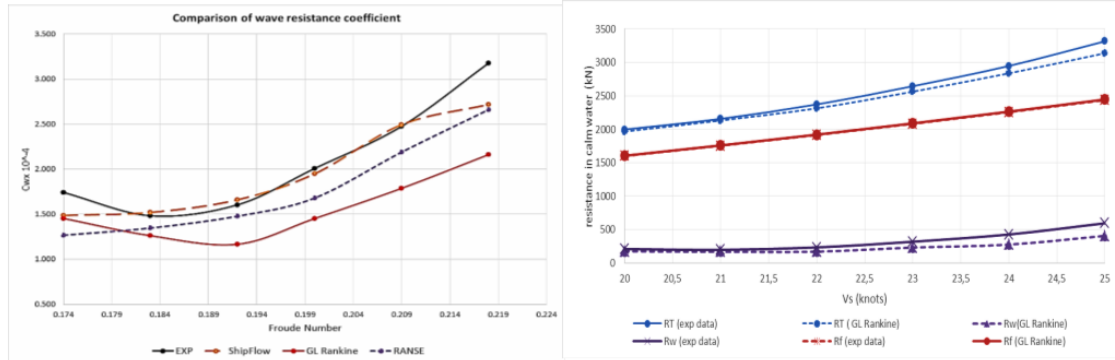 Comparison of wave resistance coefficient
3.500
3.000
2.500
2.000
1.500
1.000
0.500
Cwx 10^-4
0.174 0.179 0.184 0.189 0.194 0.199 0.204 0.209 0.214 0.219 0.224
Froude Number
EXP ShipFlow GL Rankine RANSE
3500
3000
2500
2000
1500
1000
500
0
resistance in calm water (kN)
20 20,5 21 21,5 22 22,5 23 23,5 24 24,5 25
Vs (knots)
RT (exp data) RT ( GL Rankine) Rw(GL Rankine)
Rw (exp data) Rf (exp data) Rf (GL Rankine)